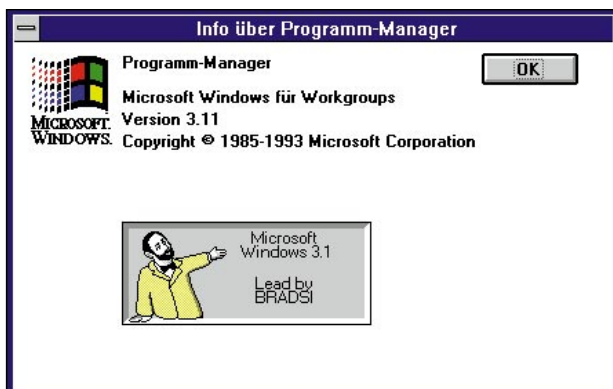 Info über Programm-Manager
Programm-Manager
OK
Microsoft Windows für Workgroups
MICROSOFT.
Version 3.11
WINDOWS.
Copyright © 1985-1993 Microsoft Corporation
Microsoft
Windows 3.1
Lead by
BRADSI